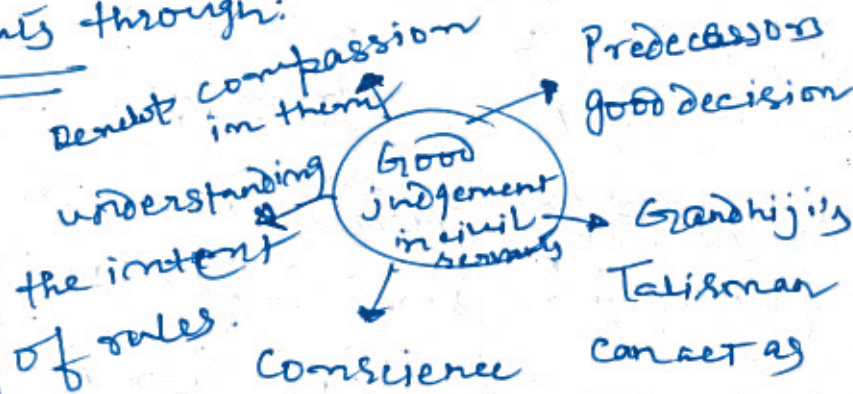 nts through:
Develop compassion
in them
Predecessors
good decision
understanding
the intent
of rules.
Good
judgement
in civil
servants
Gandhiji's
Talisman
can act as
Conscience